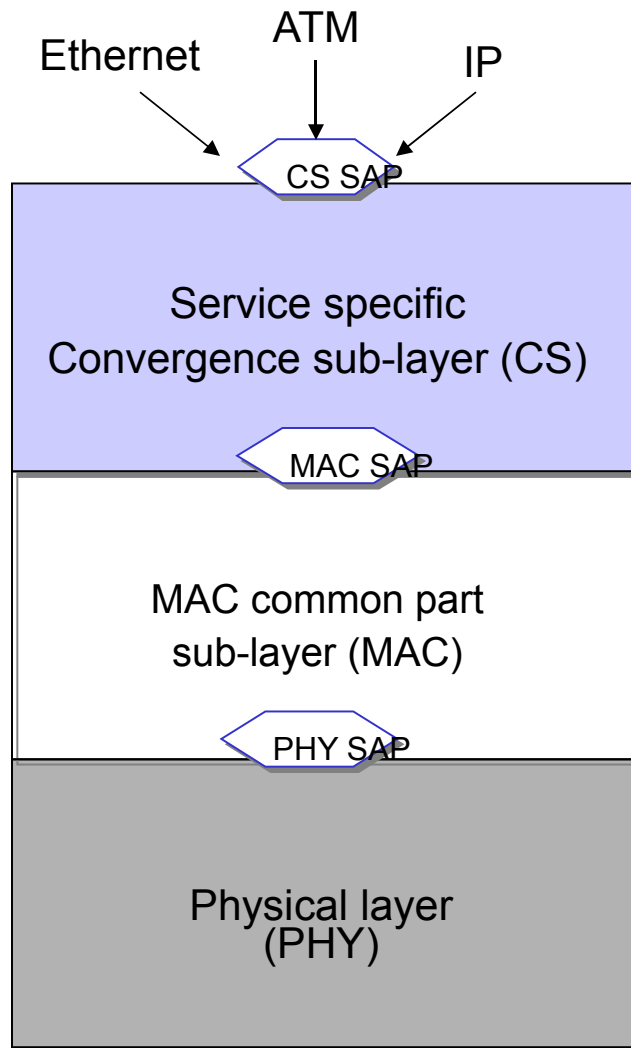 Ethernet
ATM
IP
CS SAP
Service specific
Convergence sub-layer (CS)
MAC SAP
MAC common part
sub-layer (MAC)
PHY SAP
Physical layer
(PHY)